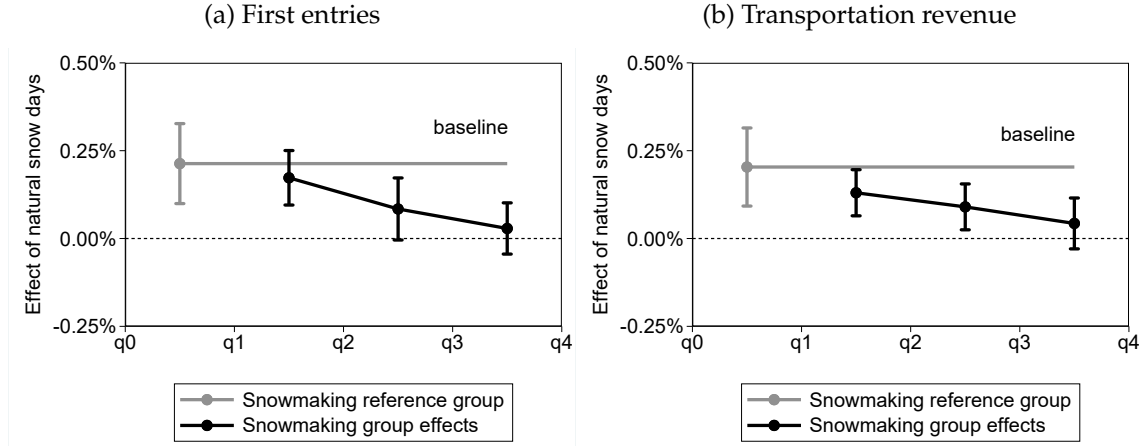 (a) First entries
Effect of natural snow days
0.50%
0.25%
0.00%
-0.25%
baseline
q0 q1 q2 q3 q4
Snowmaking reference group
Snowmaking group effects
(b) Transportation revenue
Effect of natural snow days
0.50%
0.25%
0.00%
-0.25%
baseline
q0 q1 q2 q3 q4
Snowmaking reference group
Snowmaking group effects